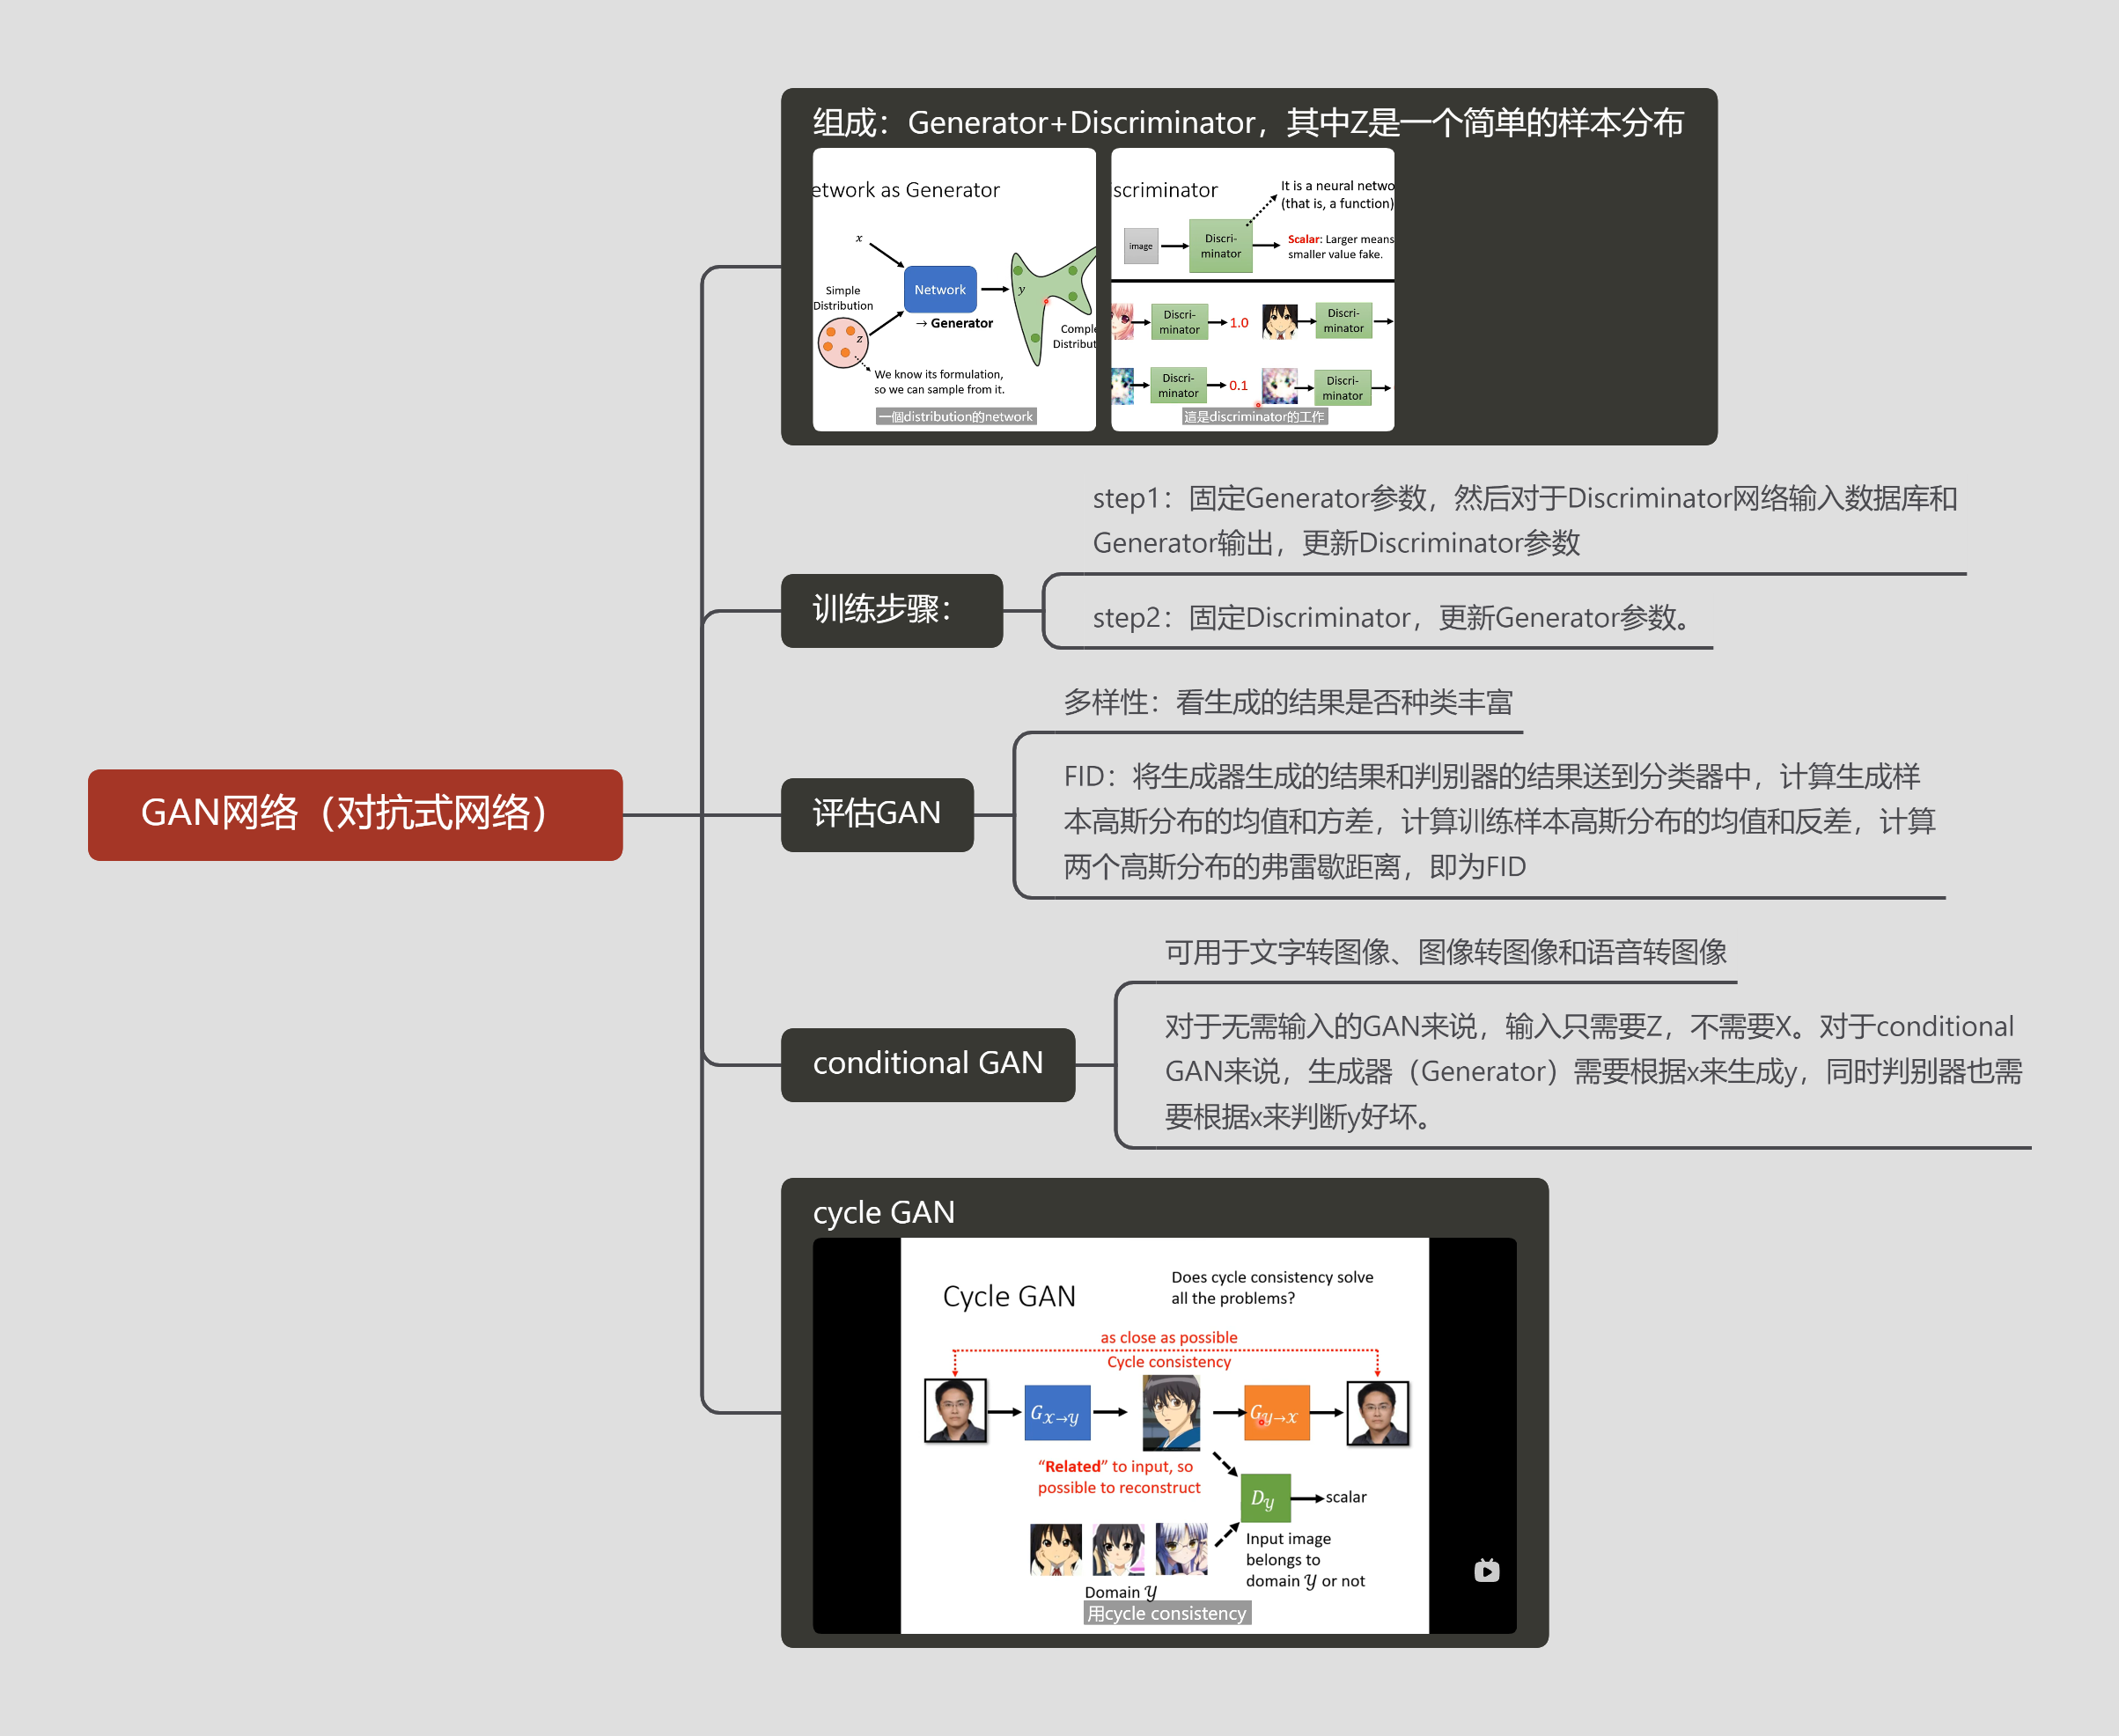 组成：Generator+Discriminator，其中Z是一个简单的样本分布
etwork as Generator
x
Simple
Distribution
z
Network
→ Generator
y
Comple
Distribut
We know its formulation,
so we can sample from it.
一個distribution的network
scriminator
It is a neural netwo
(that is, a function)
image
Discri-
minator
Scalar: Larger means
smaller value fake.
Discri-
minator
1.0
Discri-
minator
Discri-
minator
0.1
Discri-
minator
這是discriminator的工作
step1：固定Generator参数，然后对于Discriminator网络输入数据库和
Generator输出，更新Discriminator参数
训练步骤：
step2：固定Discriminator，更新Generator参数。
多样性：看生成的结果是否种类丰富
GAN网络（对抗式网络）
评估GAN
FID：将生成器生成的结果和判别器的结果送到分类器中，计算生成样
本高斯分布的均值和方差，计算训练样本高斯分布的均值和反差，计算
两个高斯分布的弗雷歇距离，即为FID
可用于文字转图像、图像转图像和语音转图像
conditional GAN
对于无需输入的GAN来说，输入只需要Z，不需要X。对于conditional
GAN来说，生成器（Generator）需要根据x来生成y，同时判别器也需
要根据x来判断y好坏。
cycle GAN
Cycle GAN
Does cycle consistency solve
all the problems?
as close as possible
Cycle consistency
G𝒳→𝒴
G𝒴→𝒳
“Related” to input, so
possible to reconstruct
D𝒴
scalar
Input image
belongs to
domain 𝒴 or not
Domain 𝒴
用cycle consistency